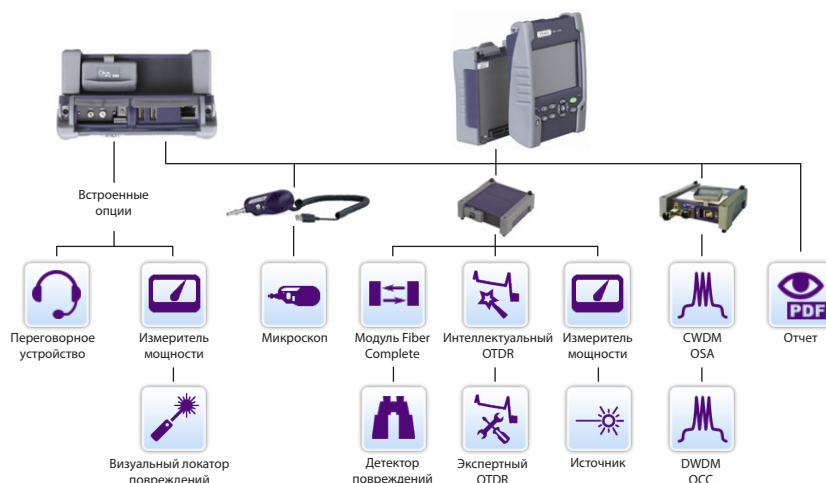 Встроенные
опции
Переговорное
устройство
Измеритель
мощности
Микроскоп
Модуль Fiber
Complete
Интеллектуальный
OTDR
Измеритель
мощности
CWDM
OSA
PDF
Отчет
Визуальный локатор
повреждений
Детектор
повреждений
Экспертный
OTDR
Источник
DWDM
OCC